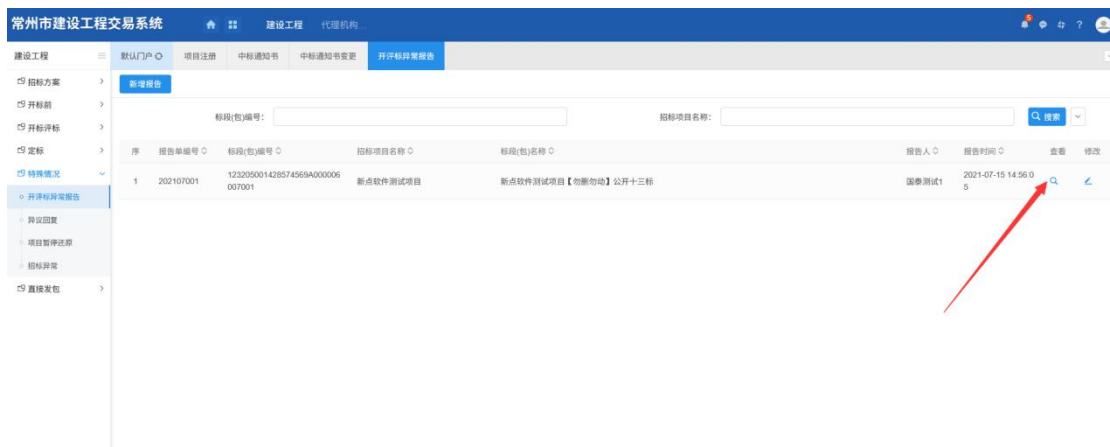 常州市建设工程交易系统 建设工程 代理机构... 5 ?
建设工程 默认门户 项目注册 中标通知书 中标通知书变更 开评标异常报告
招标方案
开标前
开标评标
定标
特殊情况
开评标异常报告
异议回复
项目暂停还原
招标异常
直接发包
新增报告
标段(包)编号: 招标项目名称: 搜索
序 报告单编号 标段(包)编号 招标项目名称 标段(包)名称 报告人 报告时间 查看 修改
1 202107001 123205001428574569A000006 新点软件测试项目 新点软件测试项目【勿删勿动】公开十三标 国泰测试1 2021-07-15 14:56:0
007001 5